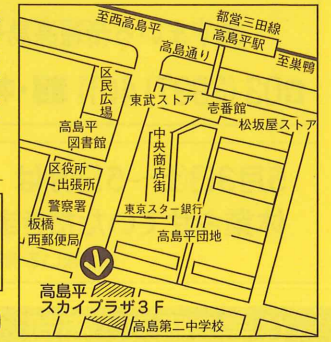 都営三田線
至西高島平
高島平駅
至巣鴨
高島通り
区民広場
東武ストア
壱番館
松坂屋ストア
高島平
図書館
中央商店街
区役所
出張所
警察署
東京スター銀行
板橋
西郵便局
高島平団地
高島平
スカイプラザ3F
高島第二中学校